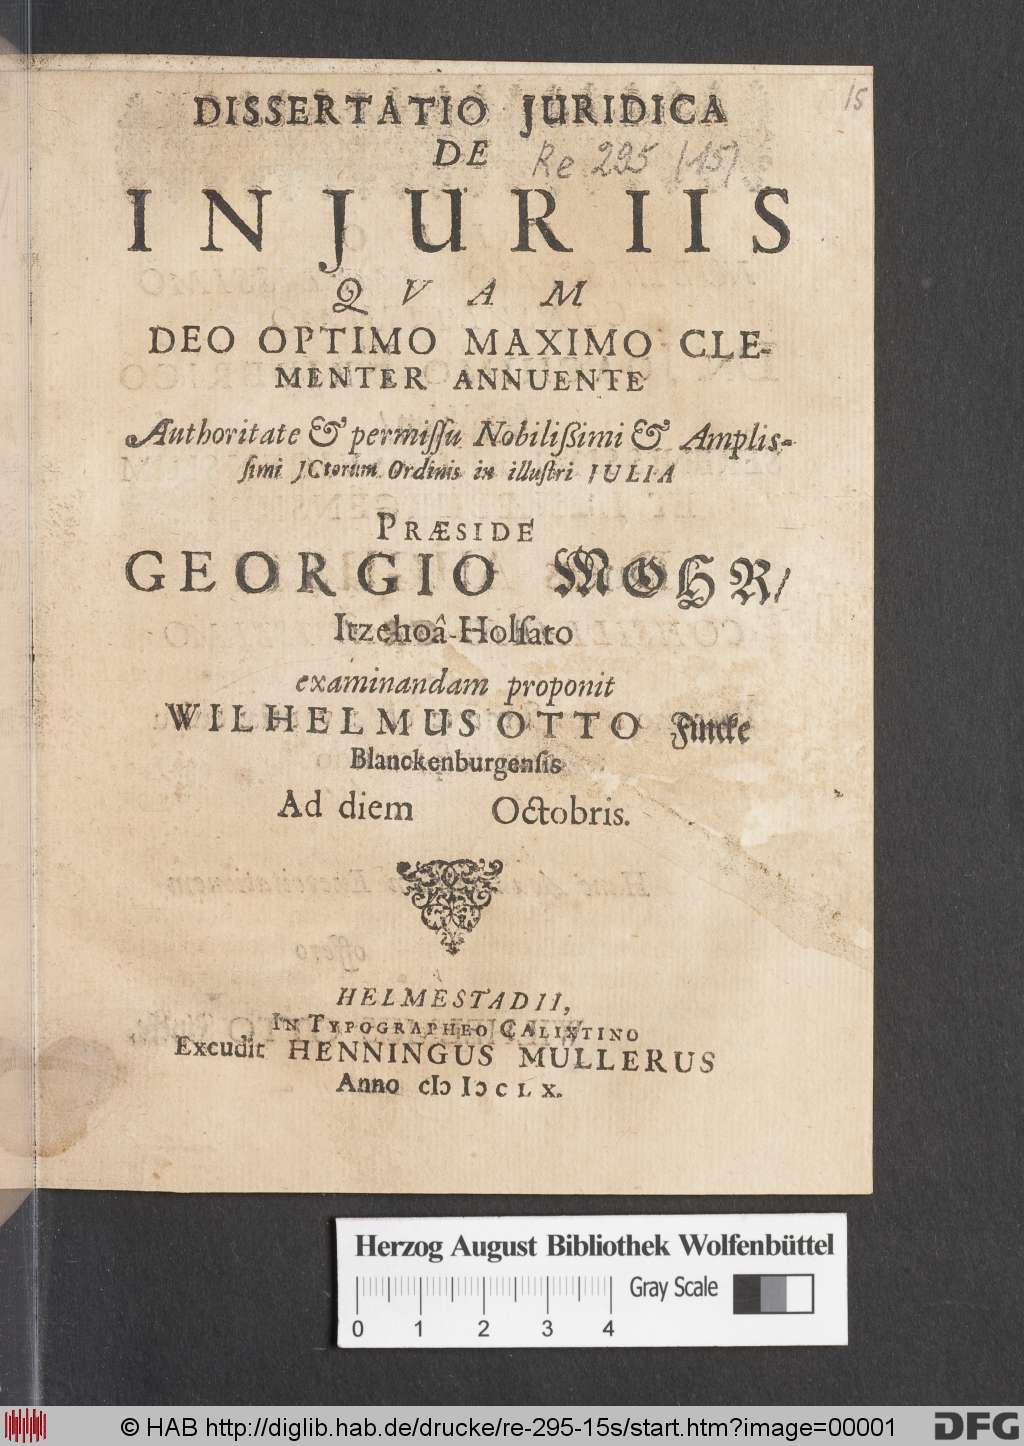 15
DISSERTATIO JURIDICA
DE
Re 295 (15)
INJURIIS
QVAM
DEO OPTIMO MAXIMO CLE-
MENTER ANNUENTE
Authoritate & permiſſu Nobilißimi & Ampliſ-
ſimi JCtorum Ordinis in illuſtri IULIA
PRÆSIDE
GEORGIO MOHR/
Itzehoâ-Holſato
examinandam proponit
WILHELMUS OTTO Fincke
Blanckenburgenſis
Ad diem Octobris.
HELMESTADII,
IN TYPOGRAPHEO CALIXTINO
Excudit HENNINGUS MULLERUS
Anno cIↄ Iↄ C L X.
Herzog August Bibliothek Wolfenbüttel
Gray Scale
0 1 2 3 4
© HAB http://diglib.hab.de/drucke/re-295-15s/start.htm?image=00001
DFG